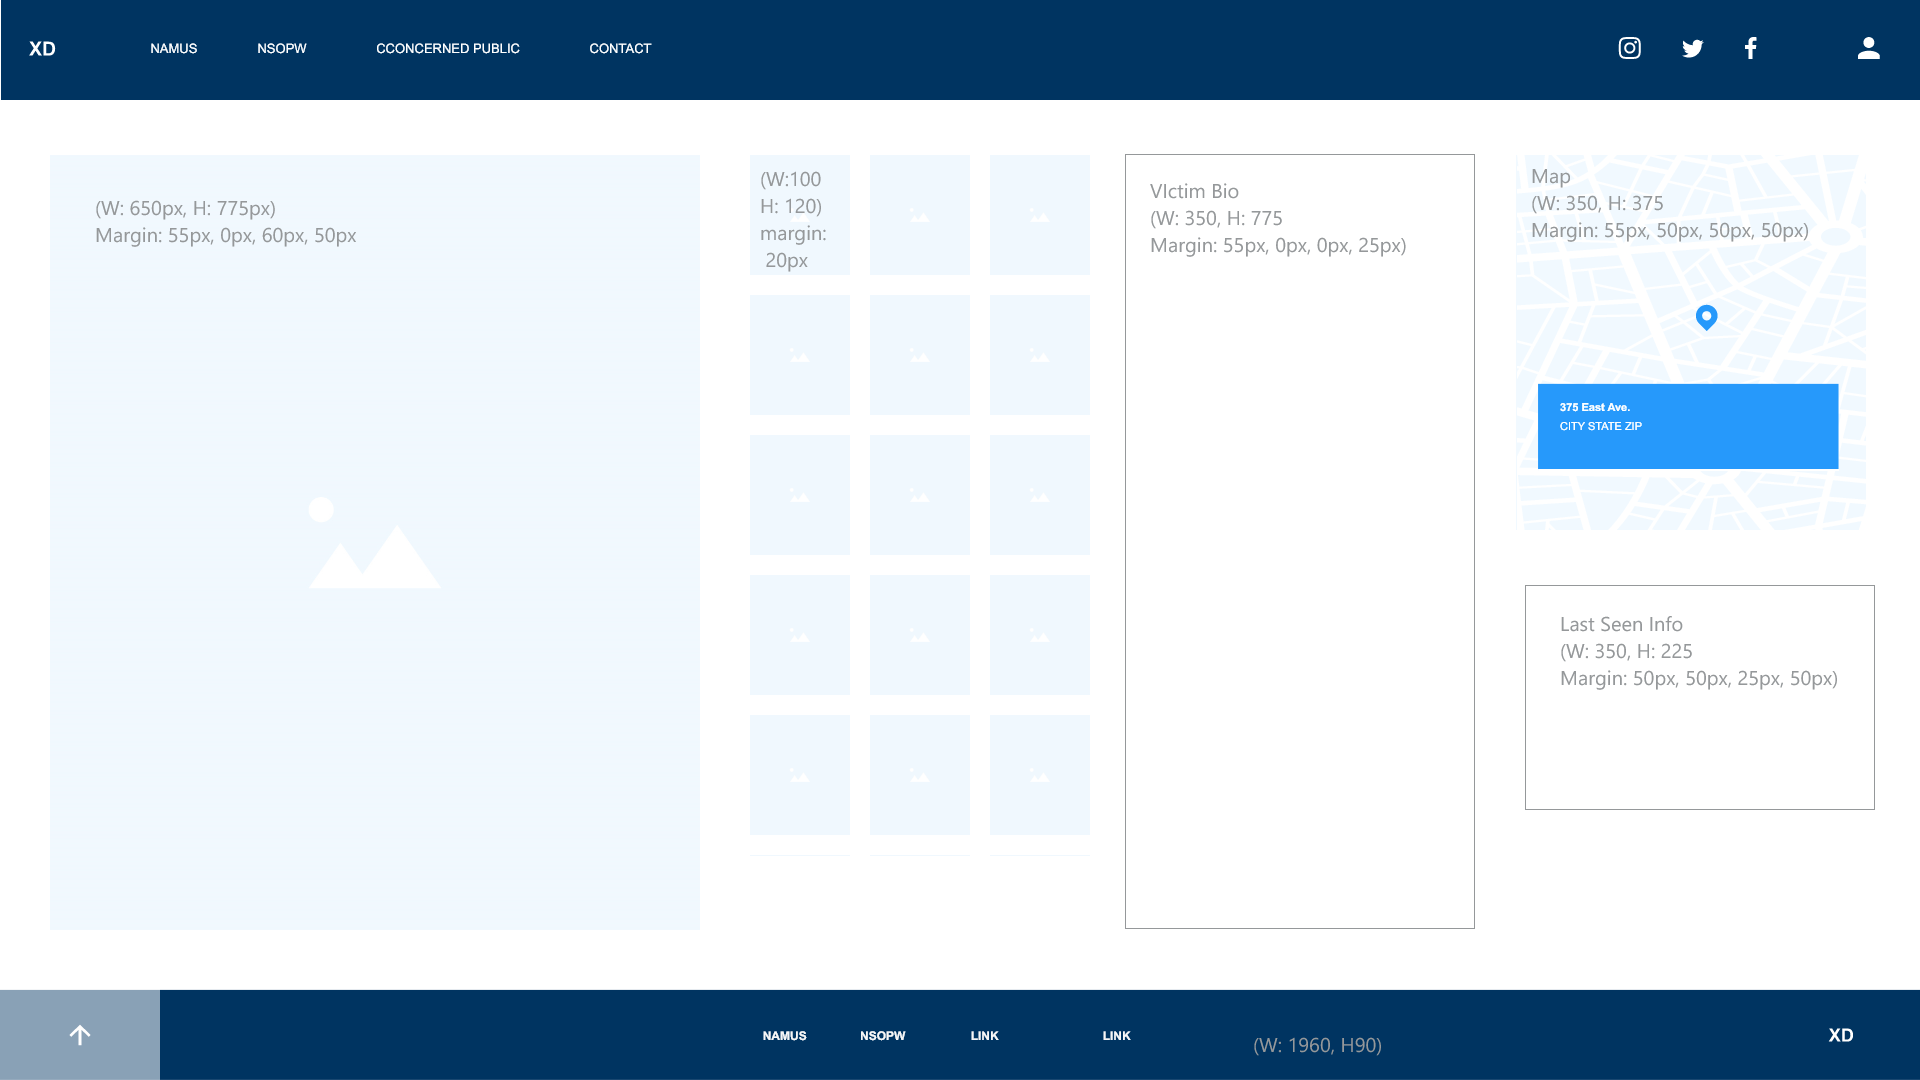 XD
NAMUS
NSOPW
CCONCERNED PUBLIC
CONTACT
(W: 650px, H: 775px)
Margin: 55px, 0px, 60px, 50px
(W:100
H: 120)
margin:
20px
VIctim Bio
(W: 350, H: 775
Margin: 55px, 0px, 0px, 25px)
Map
(W: 350, H: 375
Margin: 55px, 50px, 50px, 50px)
375 East Ave.
CITY STATE ZIP
Last Seen Info
(W: 350, H: 225
Margin: 50px, 50px, 25px, 50px)
NAMUS
NSOPW
LINK
LINK
(W: 1960, H90)
XD